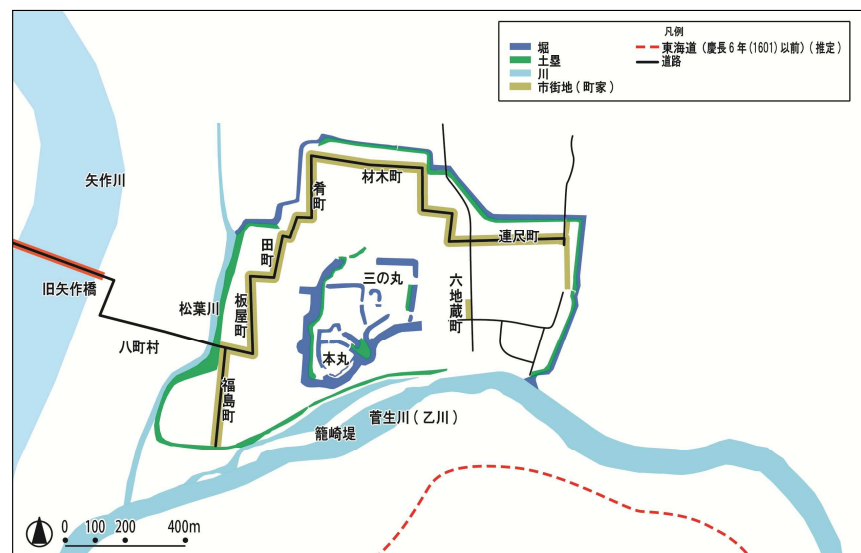 凡例
堀
土塁
川
市街地(町家)
東海道(慶長6年(1601)以前)(推定)
道路
矢作川
旧矢作橋
八町村
松葉川
福島町
板屋町
田町
肴町
材木町
連尺町
六地蔵町
三の丸
本丸
菅生川(乙川)
籠崎堤
0 100 200 400m